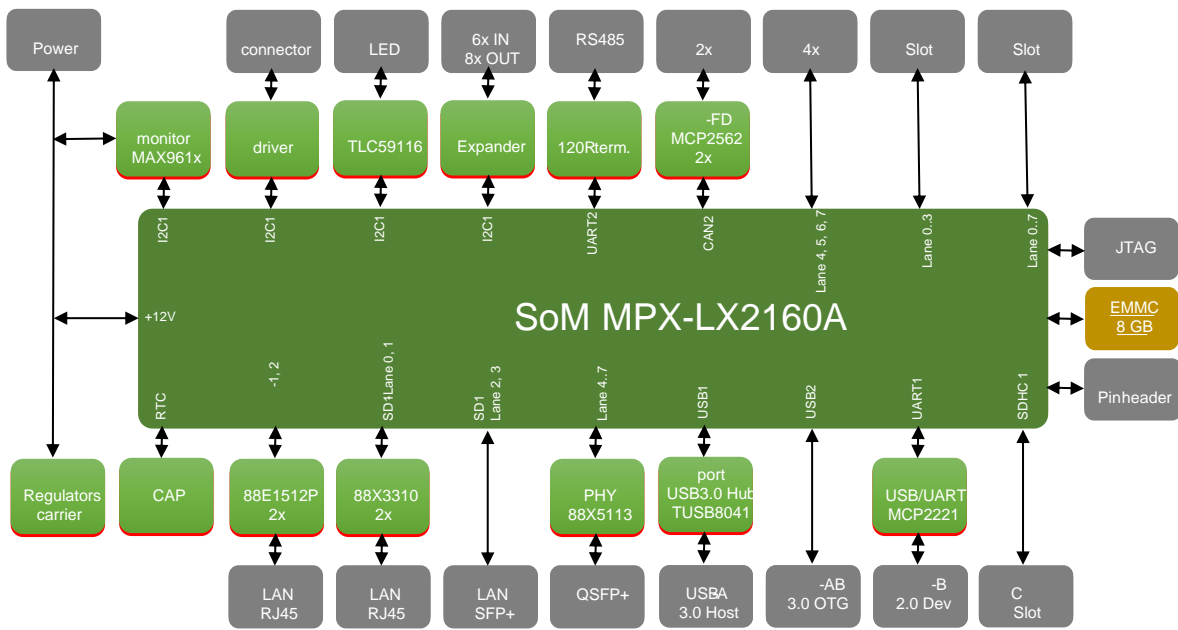 Power
connector
LED
6x IN
8x OUT
RS485
2x
4x
Slot
Slot
monitor
MAX961x
driver
TLC59116
Expander
120Rterm.
-FD
MCP2562
2x
I2C1
I2C1
I2C1
I2C1
UART2
CAN2
Lane 4, 5, 6, 7
Lane 0..3
Lane 0..7
JTAG
+12V
SoM MPX-LX2160A
EMMC
8 GB
Pinheader
RTC
-1, 2
SD1 Lane 0, 1
SD1
Lane 2, 3
Lane 4..7
USB1
USB2
UART1
SDHC 1
Regulators
carrier
CAP
88E1512P
2x
88X3310
2x
PHY
88X5113
port
USB3.0 Hub
TUSB8041
USB/UART
MCP2221
LAN
RJ45
LAN
RJ45
LAN
SFP+
QSFP+
USB-A
3.0 Host
-AB
3.0 OTG
-B
2.0 Dev
C
Slot